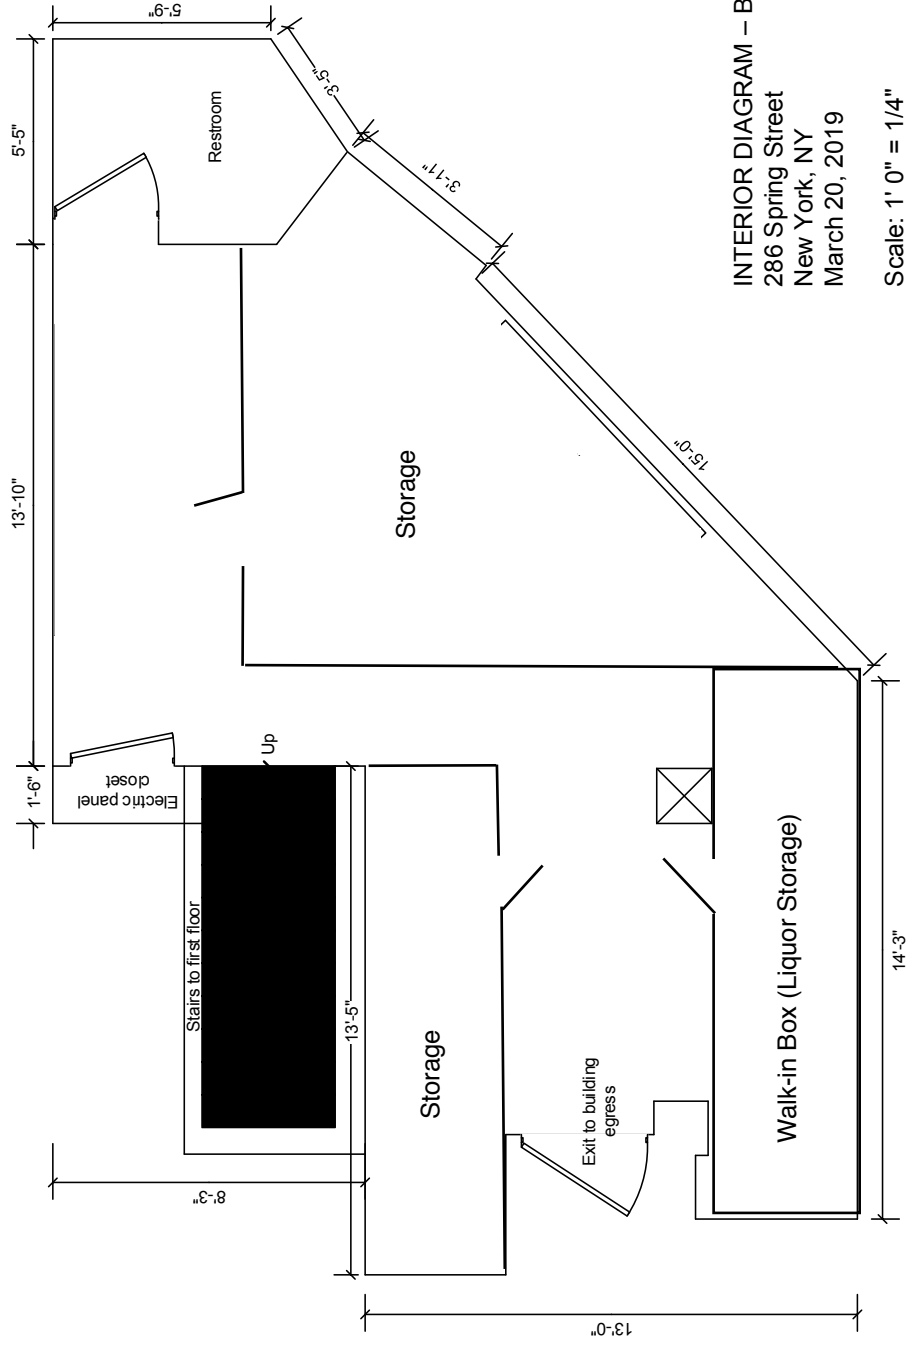 5'-9"
5'-5"
Restroom
3'-5"
3'-11"
13'-10"
Storage
15'-0"
1'-6"
Electric panel
closet
Up
Stairs to first floor
13'-5"
Storage
8'-3"
Exit to building
egress
Walk-in Box (Liquor Storage)
14'-3"
13'-0"
INTERIOR DIAGRAM – B
286 Spring Street
New York, NY
March 20, 2019
Scale: 1' 0" = 1/4"